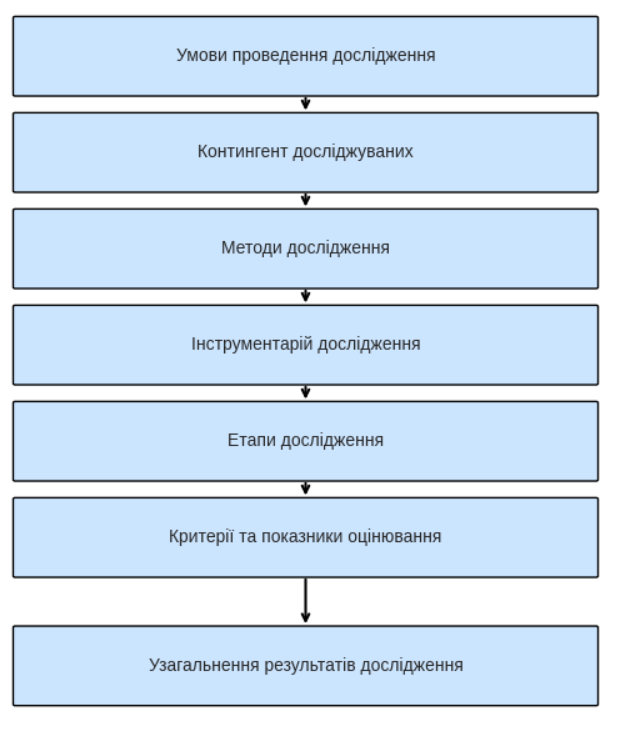 Умови проведення дослідження
Контингент досліджуваних
Методи дослідження
Інструментарій дослідження
Етапи дослідження
Критерії та показники оцінювання
Узагальнення результатів дослідження